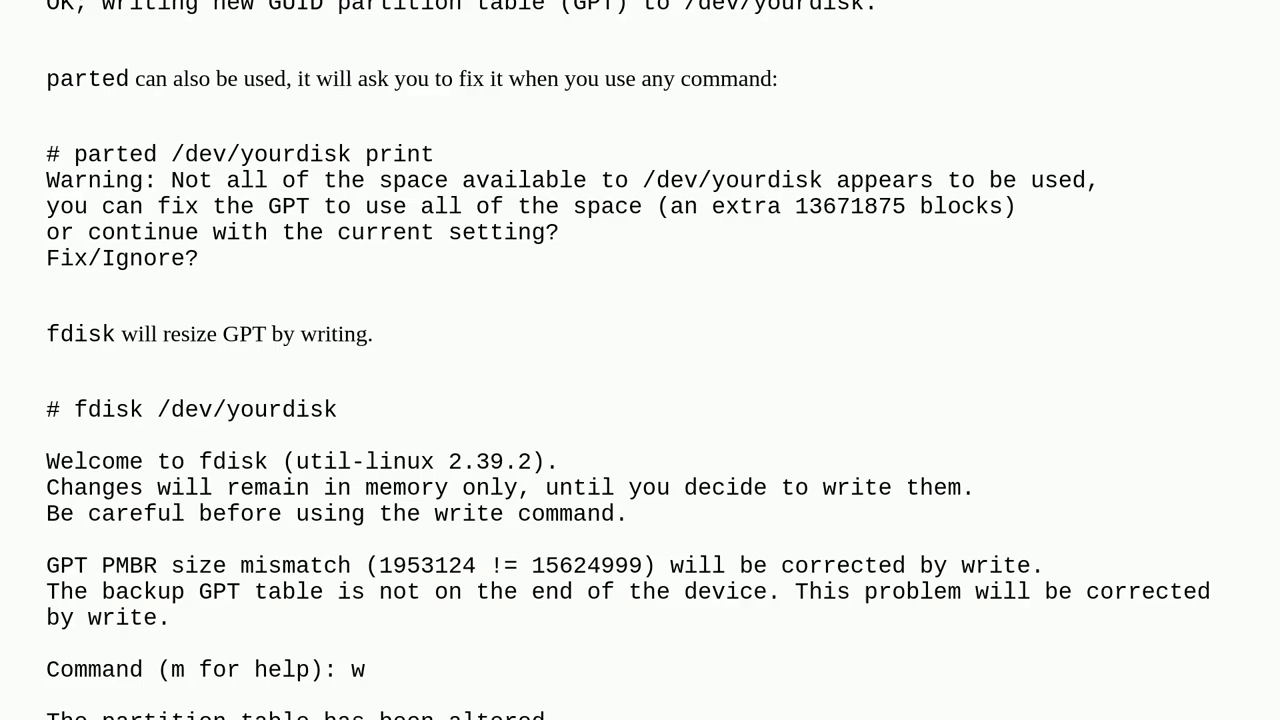 OK; writing new GUID partition table (GPT) to /dev/yourdisk.
parted can also be used, it will ask you to fix it when you use any command:
# parted /dev/yourdisk print
Warning: Not all of the space available to /dev/yourdisk appears to be used,
you can fix the GPT to use all of the space (an extra 13671875 blocks)
or continue with the current setting?
Fix/Ignore?
fdisk will resize GPT by writing.
# fdisk /dev/yourdisk
Welcome to fdisk (util-linux 2.39.2).
Changes will remain in memory only, until you decide to write them.
Be careful before using the write command.
GPT PMBR size mismatch (1953124 != 15624999) will be corrected by write.
The backup GPT table is not on the end of the device. This problem will be corrected
by write.
Command (m for help): w
The partition table has been altered.